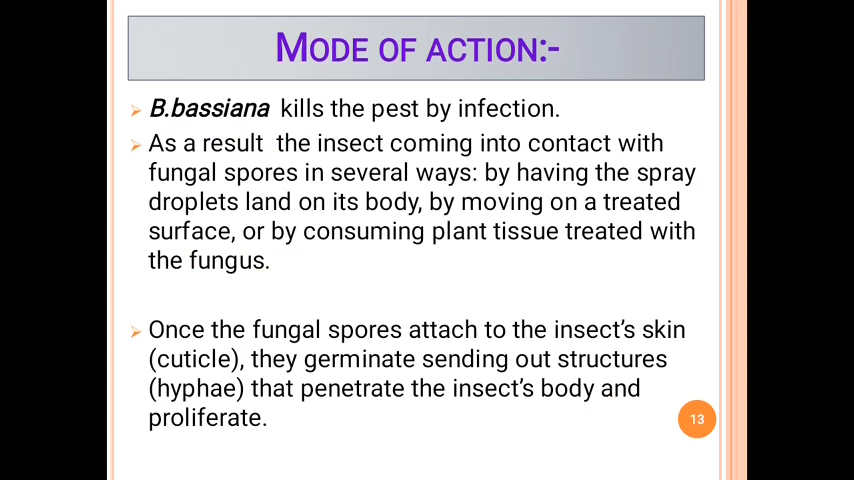 MODE OF ACTION:-
➢ B.bassiana kills the pest by infection.
➢ As a result the insect coming into contact with
fungal spores in several ways: by having the spray
droplets land on its body, by moving on a treated
surface, or by consuming plant tissue treated with
the fungus.
➢ Once the fungal spores attach to the insect's skin
(cuticle), they germinate sending out structures
(hyphae) that penetrate the insect's body and
proliferate.
13